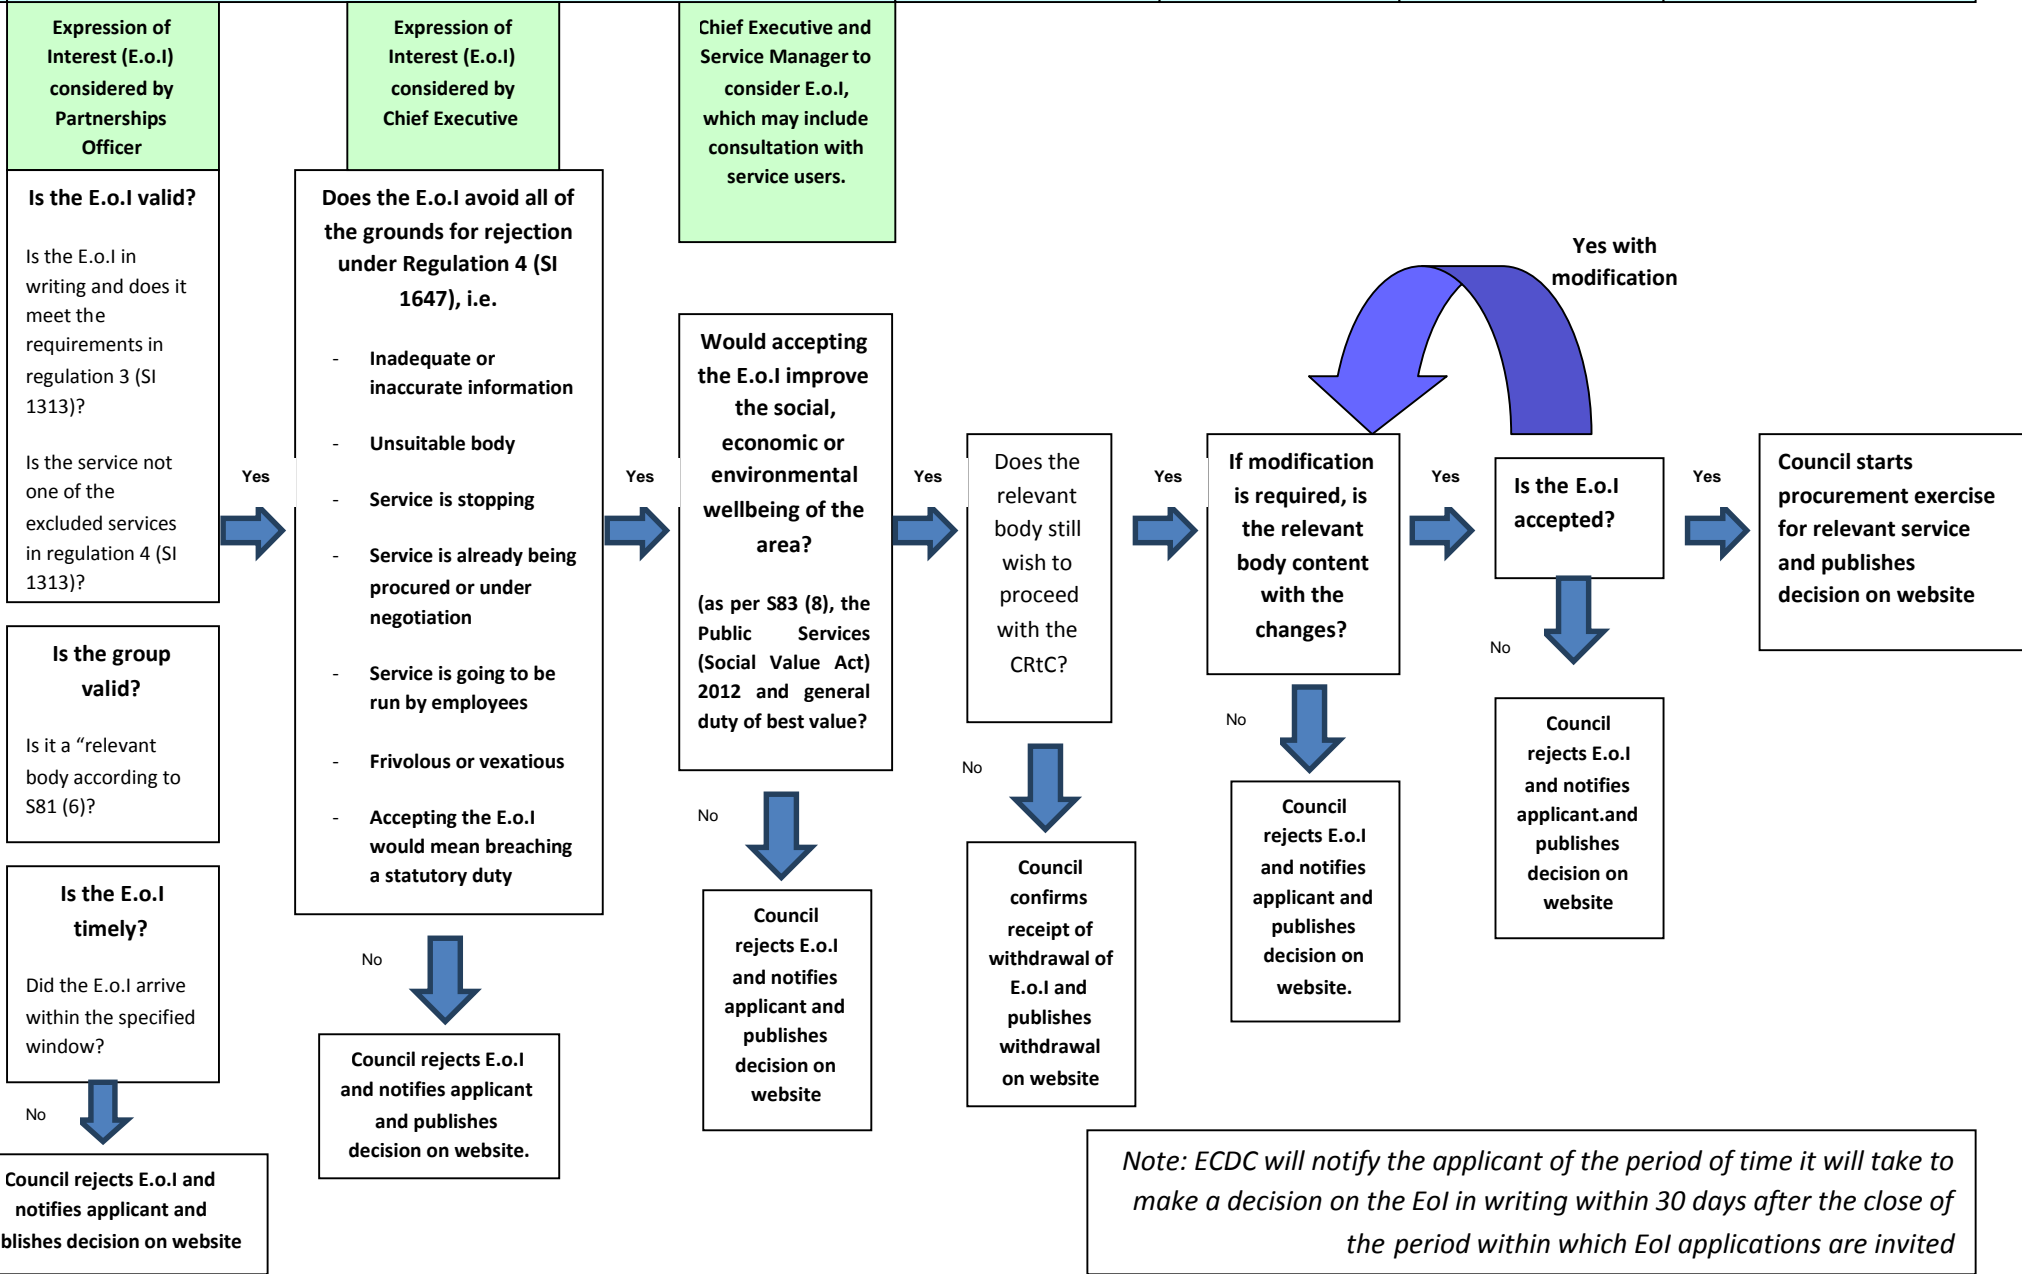 Expression of
Interest (E.o.I)
considered by
Partnerships
Officer
Is the E.o.I valid?
Is the E.o.I in
writing and does it
meet the
requirements in
regulation 3 (SI
1313)?
Is the service not
one of the
excluded services
in regulation 4 (SI
1313)?
Is the group
valid?
Is it a “relevant
body according to
S81 (6)?
Is the E.o.I
timely?
Did the E.o.I arrive
within the specified
window?
No
Council rejects E.o.I and
notifies applicant and
blishes decision on website
Yes
Expression of
Interest (E.o.I)
considered by
Chief Executive
Does the E.o.I avoid all of
the grounds for rejection
under Regulation 4 (SI
1647), i.e.
- Inadequate or
inaccurate information
- Unsuitable body
- Service is stopping
- Service is already being
procured or under
negotiation
- Service is going to be
run by employees
- Frivolous or vexatious
- Accepting the E.o.I
would mean breaching
a statutory duty
No
Council rejects E.o.I
and notifies applicant
and publishes
decision on website.
Yes
Chief Executive and
Service Manager to
consider E.o.I,
which may include
consultation with
service users.
Would accepting
the E.o.I improve
the social,
economic or
environmental
wellbeing of the
area?
(as per S83 (8), the
Public Services
(Social Value Act)
2012 and general
duty of best value?
No
Council
rejects E.o.I
and notifies
applicant and
publishes
decision on
website
Yes
Does the
relevant
body still
wish to
proceed
with the
CRtC?
No
Council
confirms
receipt of
withdrawal of
E.o.I and
publishes
withdrawal
on website
Yes
If modification
is required, is
the relevant
body content
with the
changes?
No
Council
rejects E.o.I
and notifies
applicant and
publishes
decision on
website.
Yes
Yes with
modification
Is the E.o.I
accepted?
No
Council
rejects E.o.I
and notifies
applicant.and
publishes
decision on
website
Yes
Council starts
procurement exercise
for relevant service
and publishes
decision on website
Note: ECDC will notify the applicant of the period of time it will take to
make a decision on the EoI in writing within 30 days after the close of
the period within which EoI applications are invited